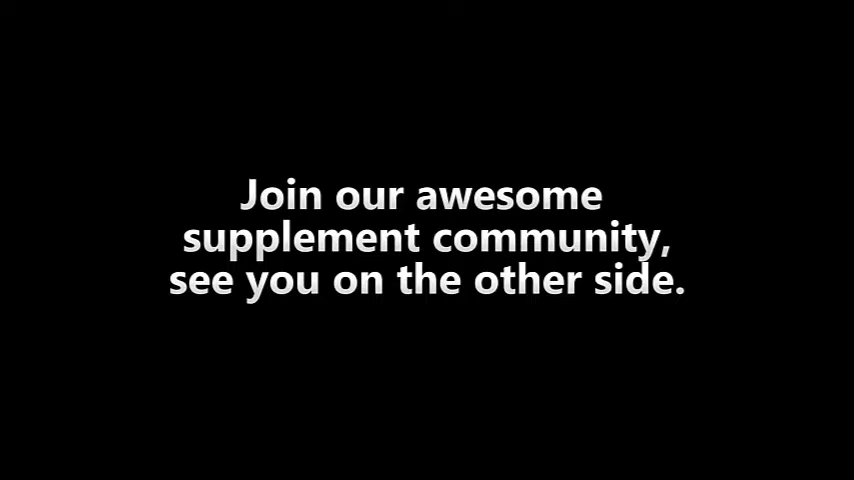 Join our awesome
supplement community,
see you on the other side.